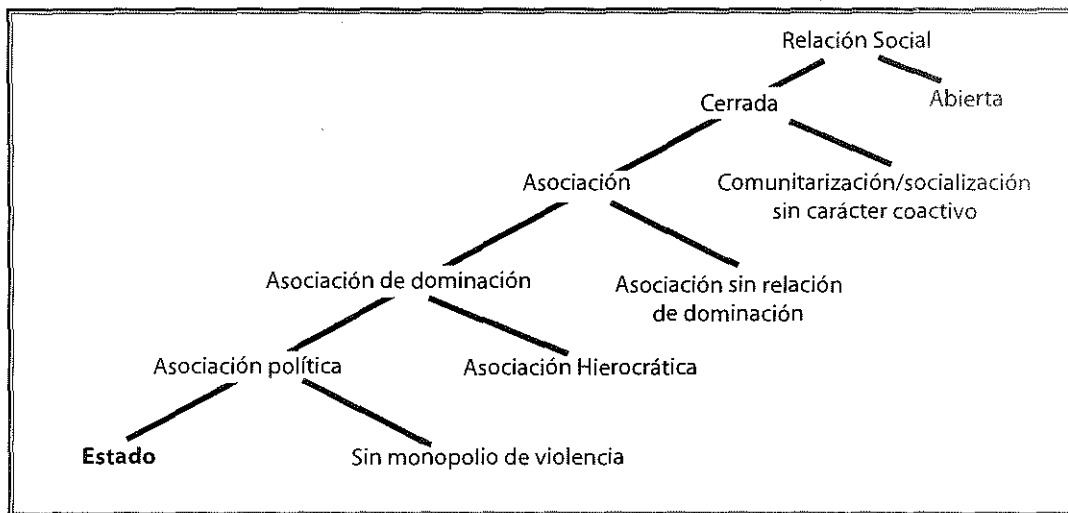 Relación Social
Cerrada
Abierta
Asociación
Comunitarización/socialización
sin carácter coactivo
Asociación de dominación
Asociación sin relación
de dominación
Asociación política
Asociación Hierocrática
Estado
Sin monopolio de violencia